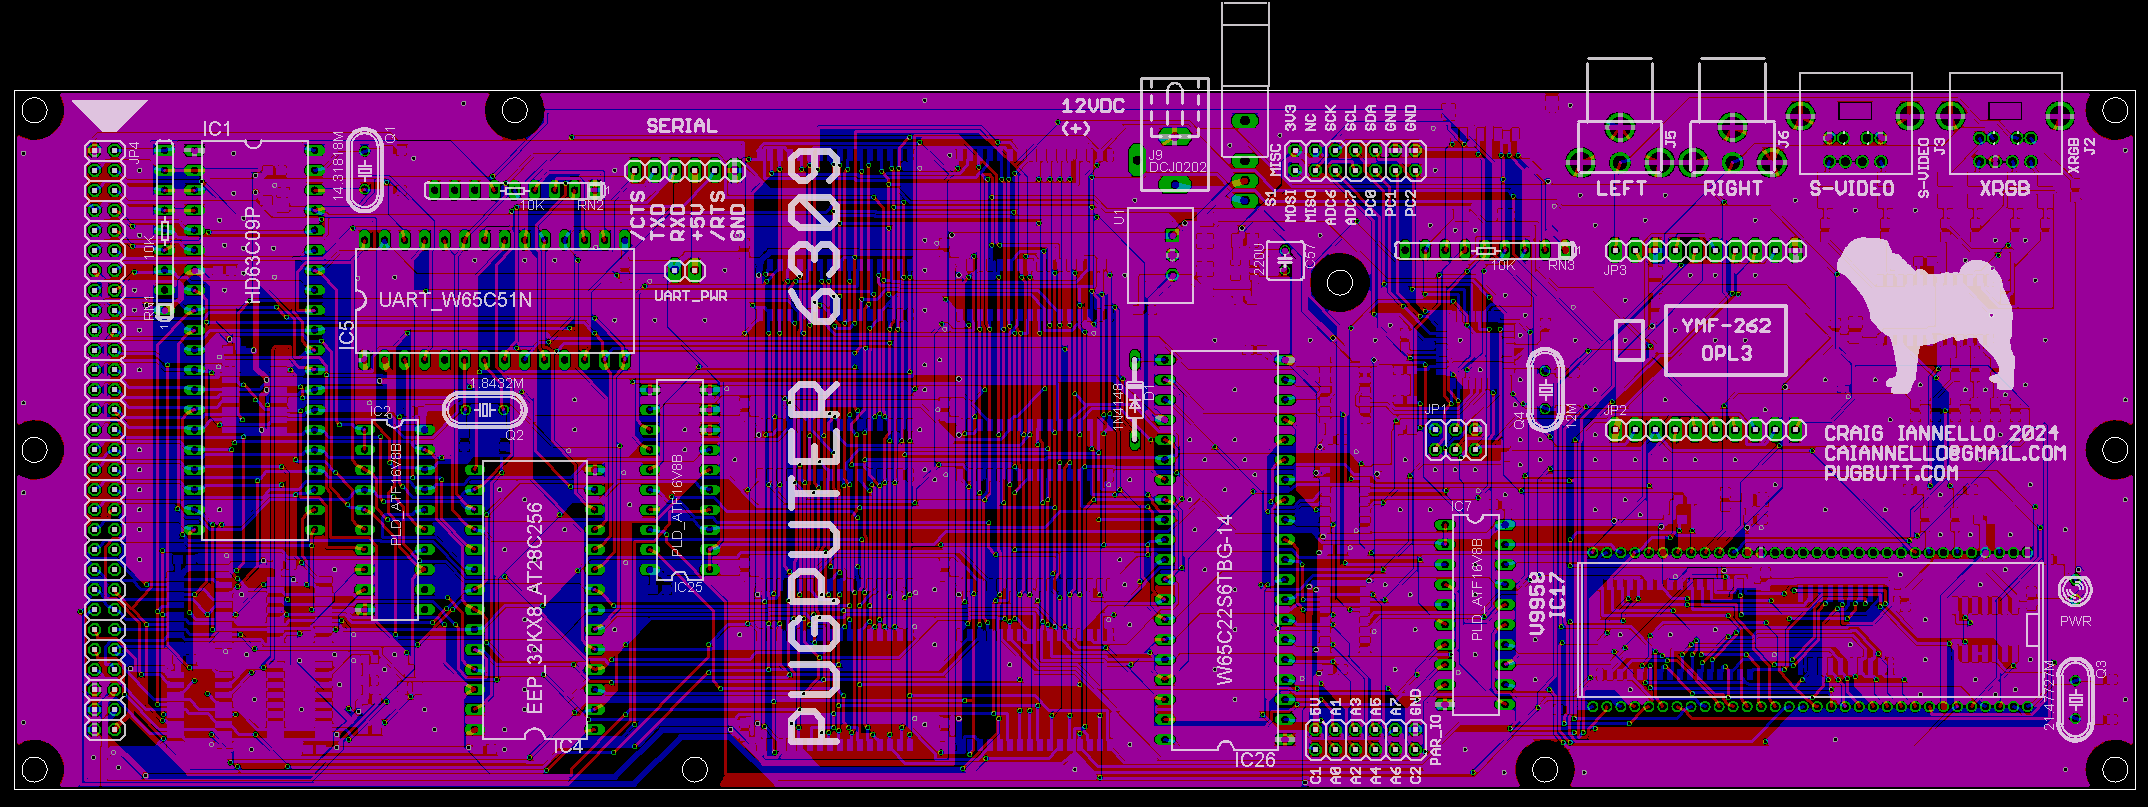 IC1
JP4
10K
RN1
1
HD63C09P
14.31818M
Q1
SERIAL
/CTS
TXD
RXD
+5V
/RTS
GND
10K
RN2
UART_PWR
UART_W65C51N
IC5
1.8432M
Q2
IC2
PLD_ATF16V8B
EEP_32KX8_AT28C256
IC4
PLD_ATF16V8B
IC25
PUGPUTER 6309
12VDC
(+)
J9
DCJ0202
U1
S1
MISC
3V3
NC
SCK
SCL
SDA
GND
GND
MOSI
MISO
ADC6
ADC7
PC0
PC1
PC2
220U
C57
10K
RN3
1N4148
W65C22S6TBG-14
IC26
JP1
Q4
12M
IC7
PLD_ATF16V8B
+5V
A1
A3
A5
A7
GND
C1
A0
A2
A4
A6
C2
PAR_IO
J5
LEFT
J6
RIGHT
S-VIDEO
S-VIDEO
J3
XRGB
XRGB
J2
JP3
YMF-262
OPL3
JP2
CRAIG IANNELLO 2024
CAIANNELLO@GMAIL.COM
PUGBUTT.COM
V9958
IC17
PWR
21.47727M
Q3